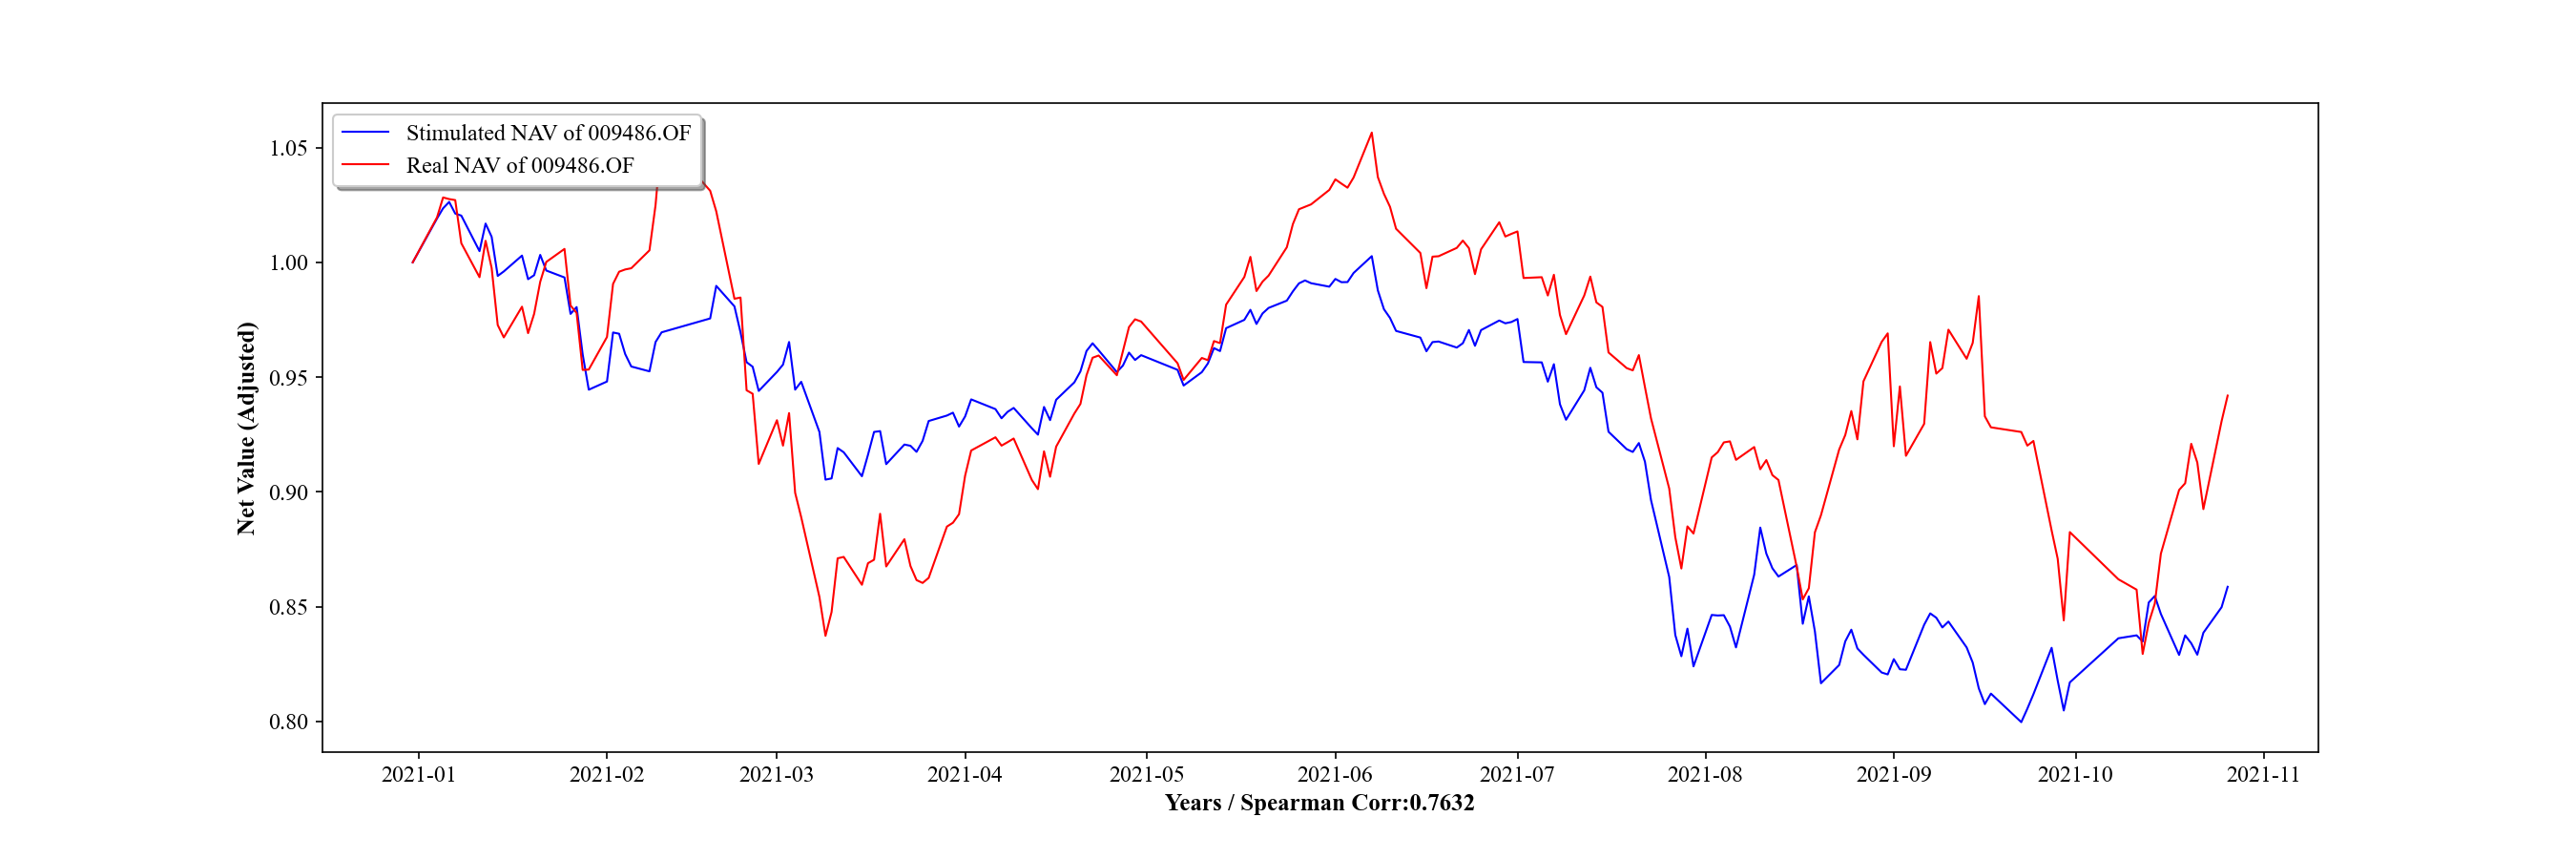 Stimulated NAV of 009486.OF
Real NAV of 009486.OF
Net Value (Adjusted)
1.05
1.00
0.95
0.90
0.85
0.80
2021-01 2021-02 2021-03 2021-04 2021-05 2021-06 2021-07 2021-08 2021-09 2021-10 2021-11
Years / Spearman Corr:0.7632